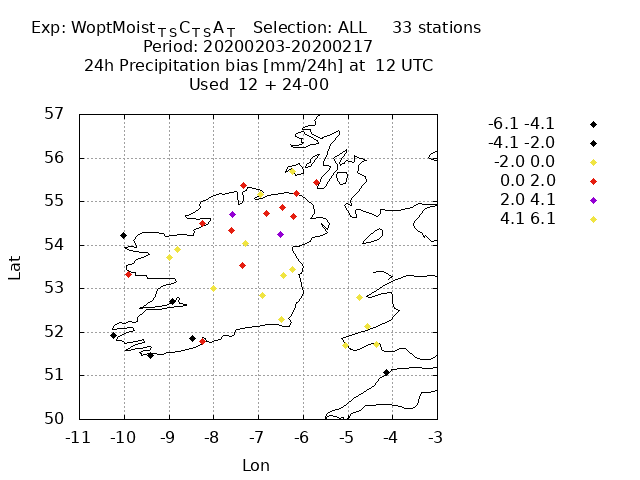 Exp: WoptMoist_TS C_TS A_T   Selection: ALL     33 stations
Period: 20200203-20200217
24h Precipitation bias [mm/24h] at  12 UTC
Used  12 + 24-00
57
56
55
54
53
52
51
50
-11 -10 -9 -8 -7 -6 -5 -4 -3
Lat
Lon
-6.1 -4.1
-4.1 -2.0
-2.0 0.0
0.0 2.0
2.0 4.1
4.1 6.1